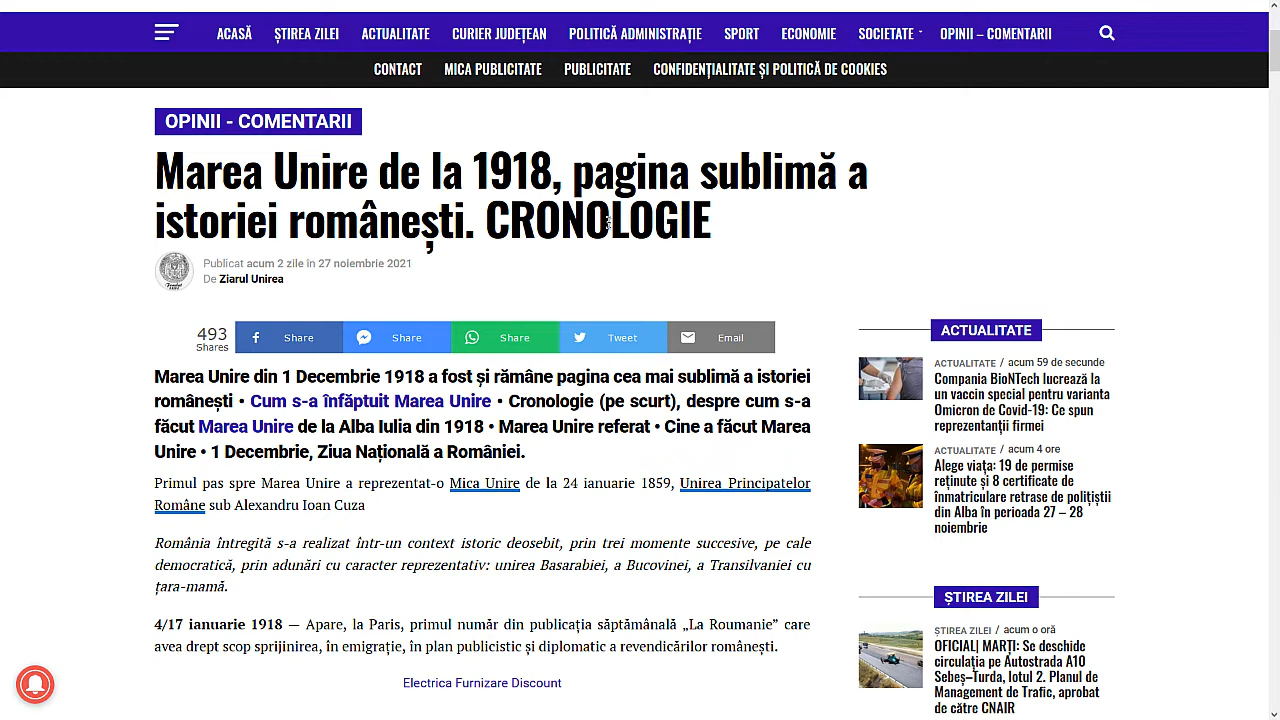 ACASĂ ȘTIREA ZILEI ACTUALITATE CURIER JUDEȚEAN POLITICĂ ADMINISTRAȚIE SPORT ECONOMIE SOCIETATE OPINII – COMENTARII
CONTACT MICA PUBLICITATE PUBLICITATE CONFIDENȚIALITATE ȘI POLITICĂ DE COOKIES
OPINII - COMENTARII
Marea Unire de la 1918, pagina sublimă a
istoriei românești. CRONOLOGIE
Publicat acum 2 zile în 27 noiembrie 2021
De Ziarul Unirea
493
Shares
Share Share Share Tweet Email
Marea Unire din 1 Decembrie 1918 a fost și rămâne pagina cea mai sublimă a istoriei
românești • Cum s-a înfăptuit Marea Unire • Cronologie (pe scurt), despre cum s-a
făcut Marea Unire de la Alba Iulia din 1918 • Marea Unire referat • Cine a făcut Marea
Unire • 1 Decembrie, Ziua Națională a României.
Primul pas spre Marea Unire a reprezentat-o Mica Unire de la 24 ianuarie 1859, Unirea Principatelor
Române sub Alexandru Ioan Cuza
România întregită s-a realizat într-un context istoric deosebit, prin trei momente succesive, pe cale
democratică, prin adunări cu caracter reprezentativ: unirea Basarabiei, a Bucovinei, a Transilvaniei cu
țara-mamă.
4/17 ianuarie 1918 — Apare, la Paris, primul număr din publicația săptămânală „La Roumanie” care
avea drept scop sprijinirea, în emigrație, în plan publicistic și diplomatic a revendicărilor românești.
Electrica Furnizare Discount
ACTUALITATE
ACTUALITATE / acum 59 de secunde
Compania BioNTech lucrează la
un vaccin special pentru varianta
Omicron de Covid-19: Ce spun
reprezentanții firmei
ACTUALITATE / acum 4 ore
Alege viața: 19 de permise
reținute și 8 certificate de
înmatriculare retrase de polițiștii
din Alba în perioada 27 – 28
noiembrie
ȘTIREA ZILEI
ȘTIREA ZILEI / acum o oră
OFICIAL| MARȚI: Se deschide
circulația pe Autostrada A10
Sebeș–Turda, lotul 2. Planul de
Management de Trafic, aprobat
de către CNAIR